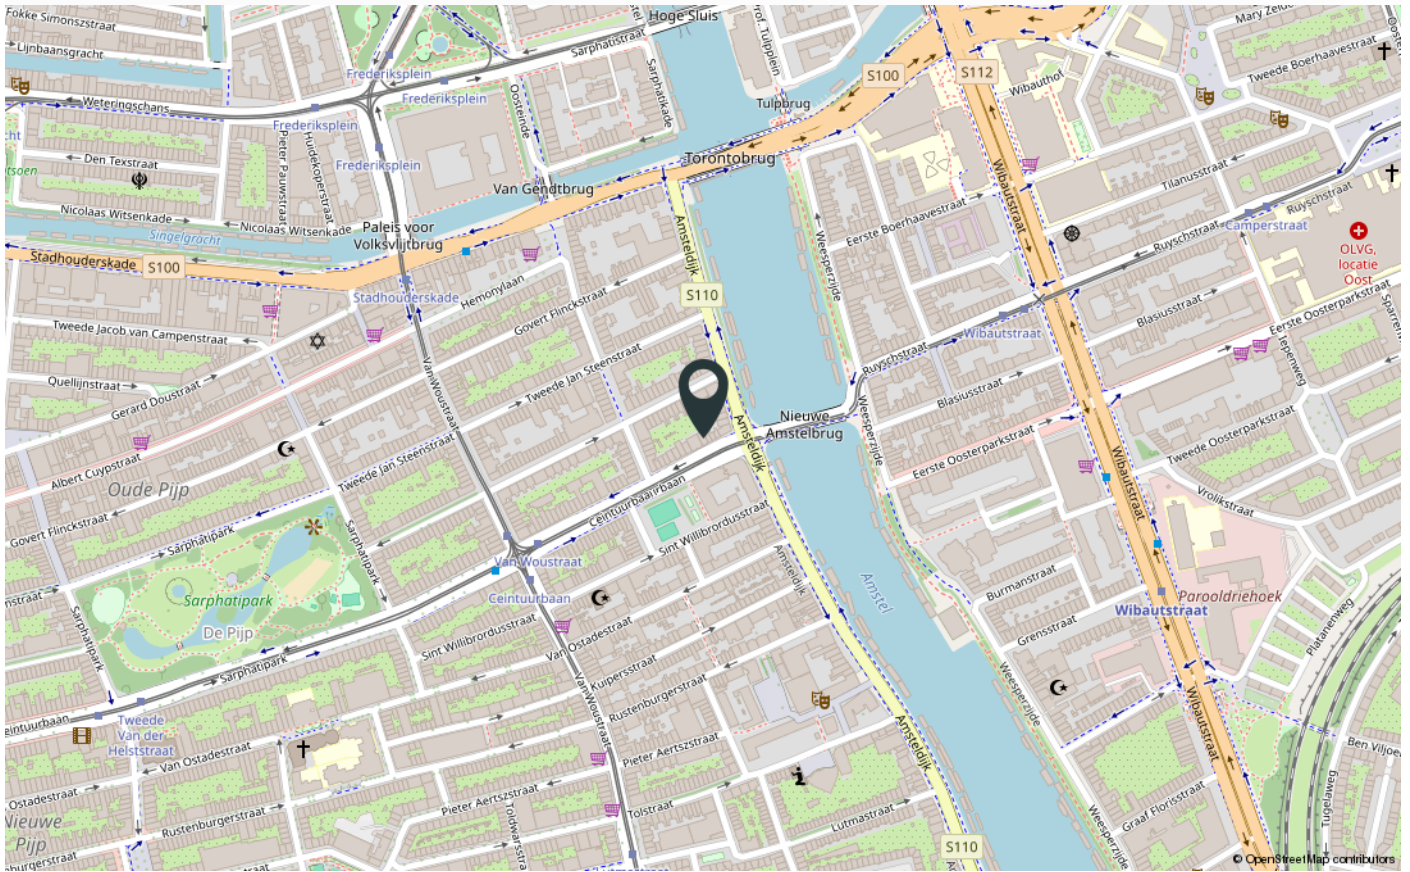 Fokke Simonszstraat
Lijnbaansgracht
Weteringschans
Den Texstraat
Nicolaas Witsenkade
Nicolaas Witsenkade
Singelgracht
Stadhouderskade
S100
Pieter Pauwstraat
Huidekoperstraat
Frederiksplein
Frederiksplein
Frederiksplein
Frederiksplein
Sarphatistraat
Hoge Sluis
Prof. Tulpplein
Sarphatikade
Oosteinde
Tulpbrug
Torontobrug
Van Gendtbrug
Paleis voor
Volksvlijtbrug
Stadhouderskade
S100
S112
Wibauthof
Mary Zeldenrust
Tweede Boerhaavestraat
Tilanusstraat
Ruyschstraat
Camperstraat
Ruyschstraat
Eerste Boerhaavestraat
Wibautstraat
Weesperzijde
OLVG,
locatie
Oost
Eerste Oosterparkstraat
Blasiusstraat
Wibautstraat
Ruyschstraat
Amsteldijk
S110
Hemonylaan
Govert Flinckstraat
Tweede Jan Steenstraat
Tweede Jacob van Campenstraat
Quellijnstraat
Gerard Doustraat
Albert Cuypstraat
Oude Pijp
Govert Flinckstraat
Tweede Jan Steenstraat
Van Woustraat
Nieuwe
Amstelbrug
Amsteldijk
Weesperzijde
Blasiusstraat
Eerste Oosterparkstraat
Iepenweg
Tweede Oosterparkstraat
Vrolikstraat
Wibautstraat
Ceintuurbaan
Sint Willibrordusstraat
Sarphatipark
Sarphatipark
Sarphatipark
De Pijp
Sarphatipark
Sarphatipark
Van Woustraat
Ceintuurbaan
Sint Willibrordusstraat
Van Ostadestraat
Kuipersstraat
Rustenburgerstraat
Amsteldijk
Amstel
Burmanstraat
Grensstraat
Parooldriehoek
Wibautstraat
Platanenweg
Weesperzijde
Tweede
Van der
Helststraat
Van Ostadestraat
Van Woustraat
Pieter Aertszstraat
Pieter Aertszstraat
Amsteldijk
Wibautstraat
Ben Viljoen
Ostadestraat
Rustenburgerstraat
Nieuwe
Pijp
Tolstraat
Lutmastraat
Graaf Florisstraat
Tugelaweg
Weesperzijde
S110
© OpenStreetMap contributors